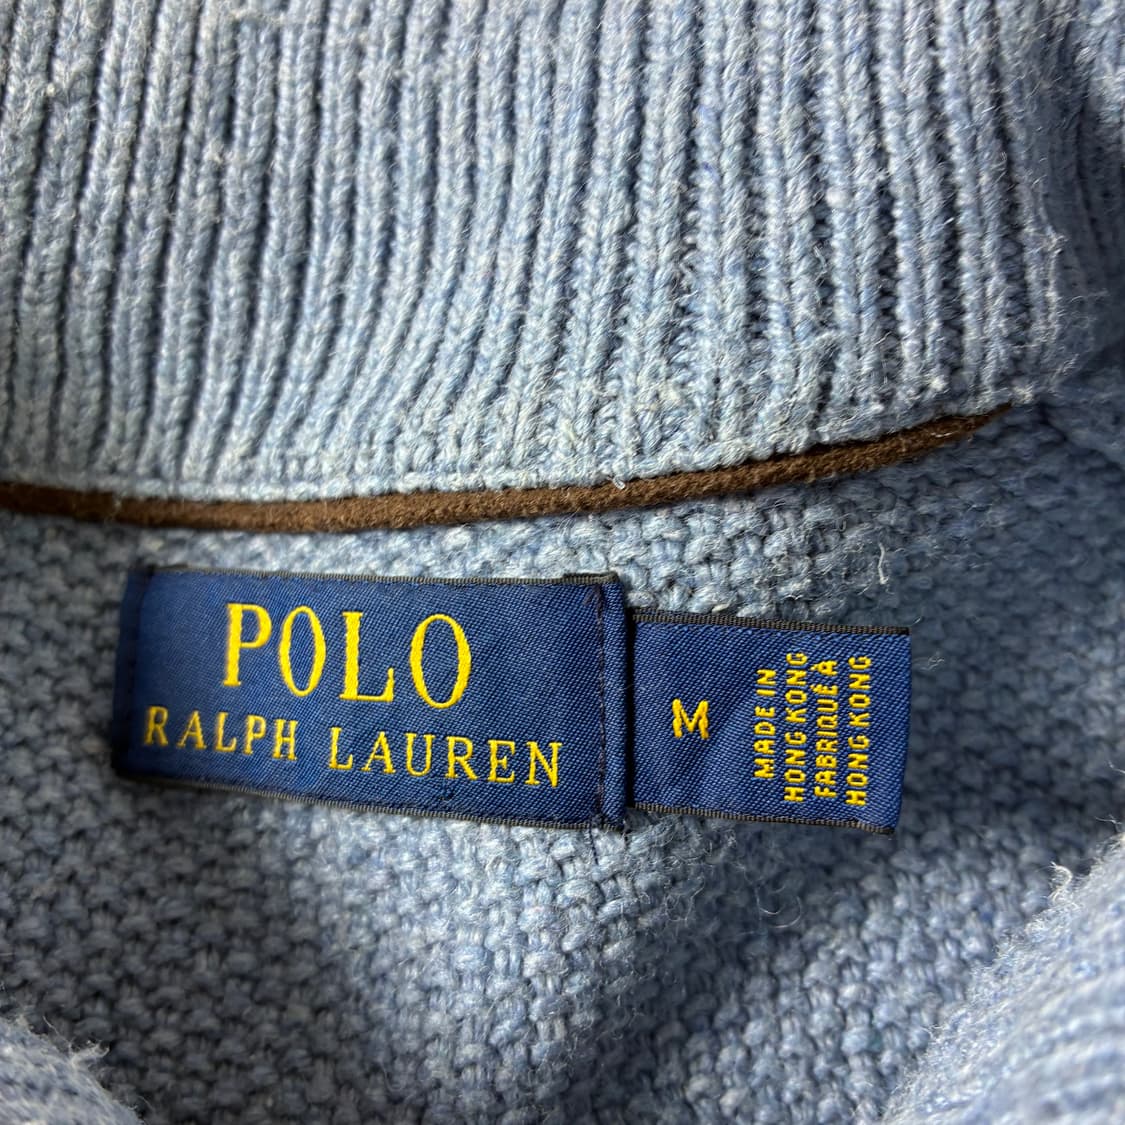 POLO
RALPH LAUREN
M
MADE IN
HONG KONG
FABRIQUÉ À
HONG KONG